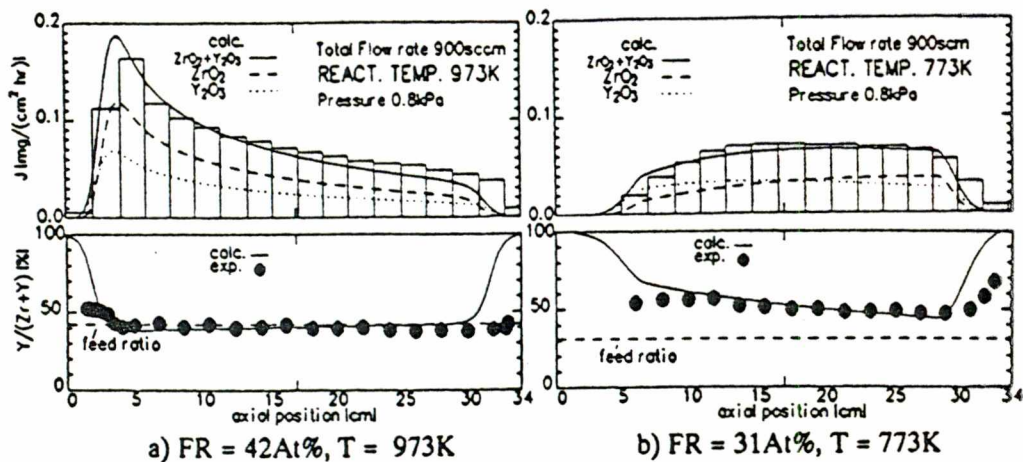 0.2
0.1
0.0
J [mg/(cm² hr)]
calc.
ZrO₂+Y₂O₃
ZrO₂
Y₂O₃
Total Flow rate 900sccm
REACT. TEMP. 973K
Pressure 0.8kPa
0.2
0.1
0.0
calc.
ZrO₂+Y₂O₃
ZrO₂
Y₂O₃
Total Flow rate 900sccm
REACT. TEMP. 773K
Pressure 0.8kPa
100
50
0
Y/(Zr+Y) [%]
calc.
exp.
feed ratio
0 5 10 15 20 25 30 34
axial position [cm]
100
50
0
calc.
exp.
feed ratio
0 5 10 15 20 25 30 34
axial position [cm]
a) FR = 42At%, T = 973K
b) FR = 31At%, T = 773K